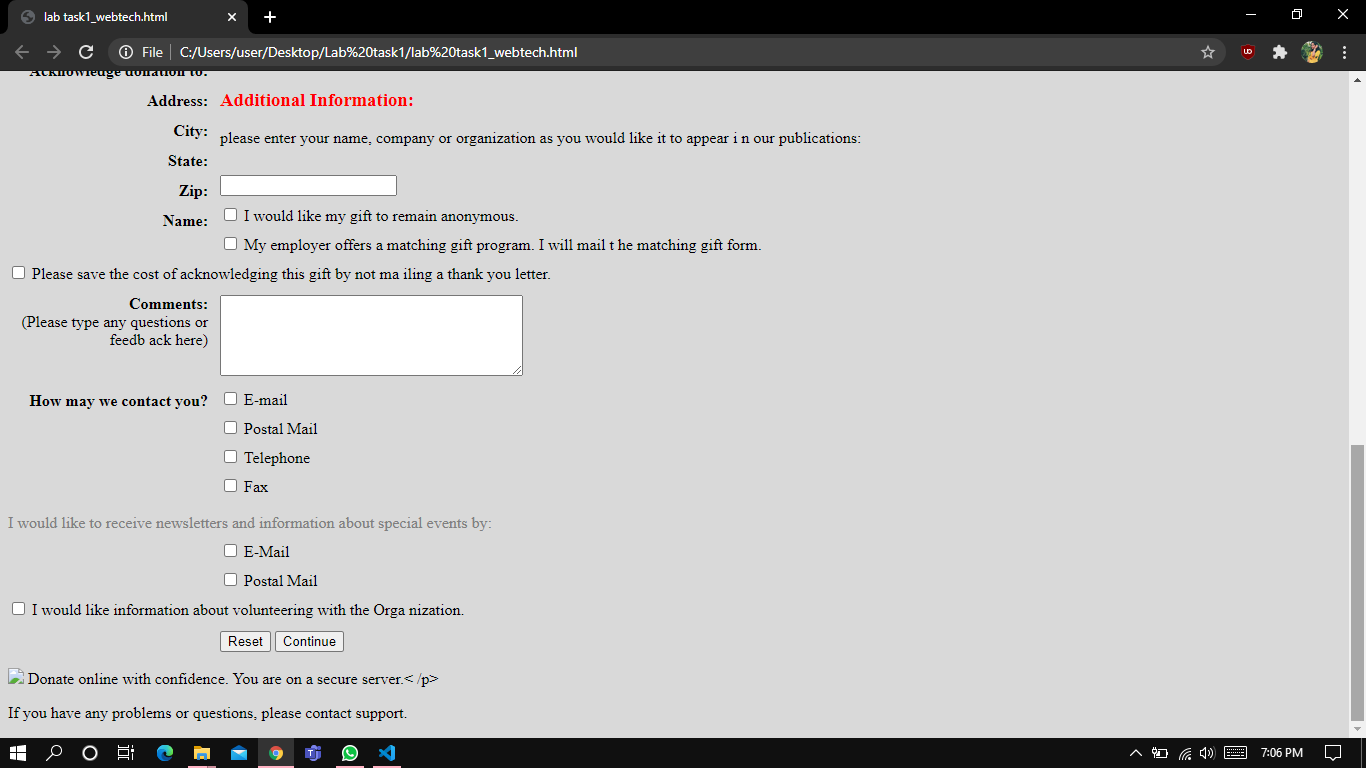 lab task1_webtech.html
File
C:/Users/user/Desktop/Lab%20task1/lab%20task1_webtech.html
UD
Acknowledge donation to:
Address: Additional Information:
City: please enter your name, company or organization as you would like it to appear i n our publications:
State:
Zip:
Name: I would like my gift to remain anonymous.
My employer offers a matching gift program. I will mail t he matching gift form.
Please save the cost of acknowledging this gift by not ma iling a thank you letter.
Comments:
(Please type any questions or
feedb ack here)
How may we contact you? E-mail
Postal Mail
Telephone
Fax
I would like to receive newsletters and information about special events by:
E-Mail
Postal Mail
I would like information about volunteering with the Orga nization.
Reset Continue
Donate online with confidence. You are on a secure server.< /p>
If you have any problems or questions, please contact support.
7:06 PM